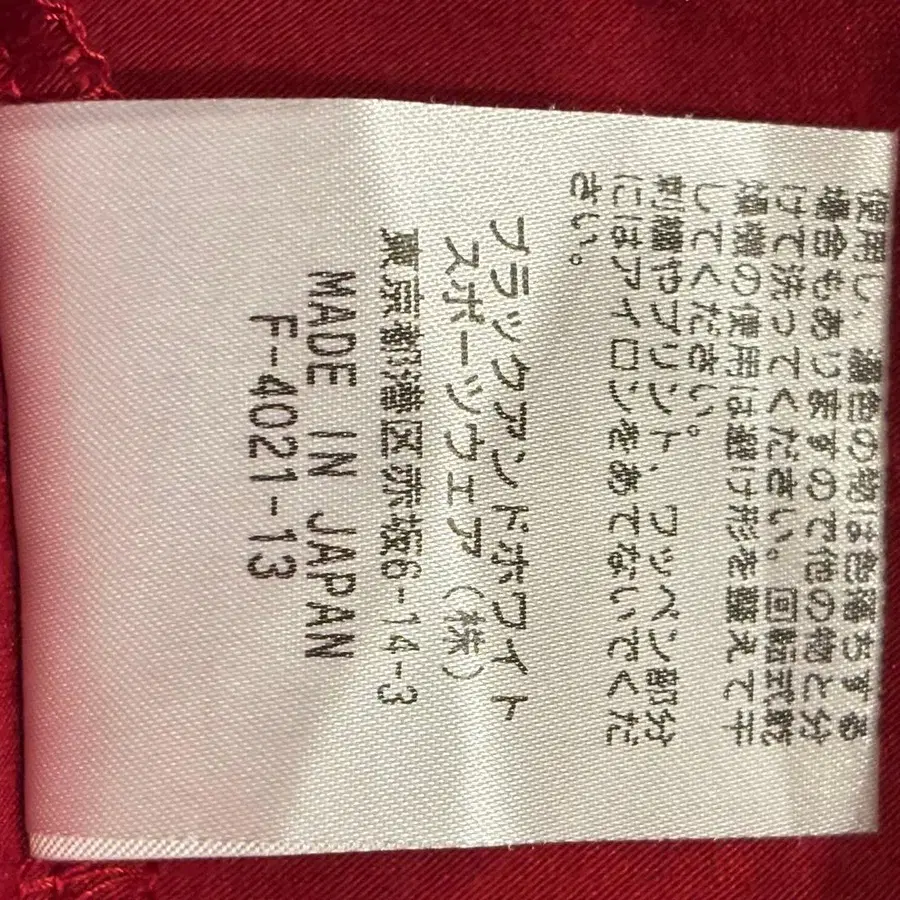 使用し、着色の物は色落ちする
場合もありますので他の物と分
けて洗ってください。回転式乾
燥機の使用は避け形を整えて干
してください。
刺繍やプリント、ワッペン部分
にはアイロンをあてないでくだ
さい。
ブラックアンドホワイト
スポーツウェア(株)
東京都港区赤坂6-14-3
MADE IN JAPAN
F-4021-13